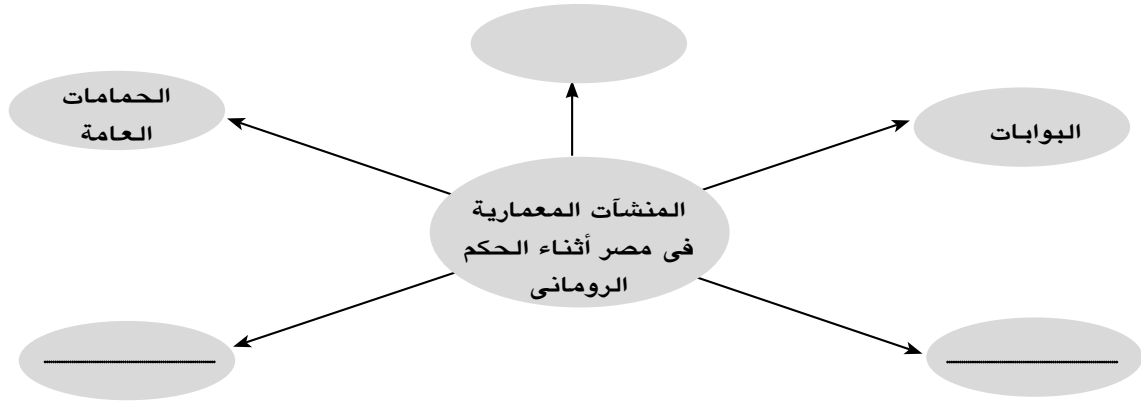 البوابات
الحمامات
العامة
المنشآت المعمارية
فى مصر أثناء الحكم
الرومانى